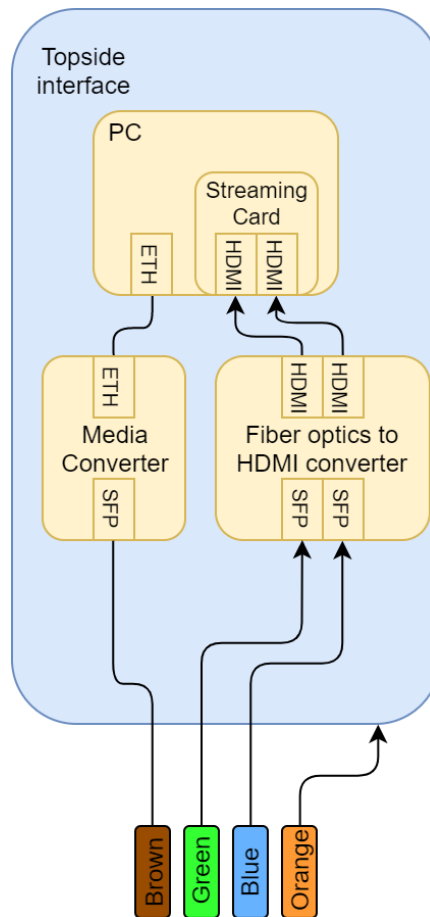 Topside
interface
PC
Streaming
Card
ETH
HDMI
HDMI
ETH
Media
Converter
SFP
HDMI
HDMI
Fiber optics to
HDMI converter
SFP
SFP
Brown
Green
Blue
Orange